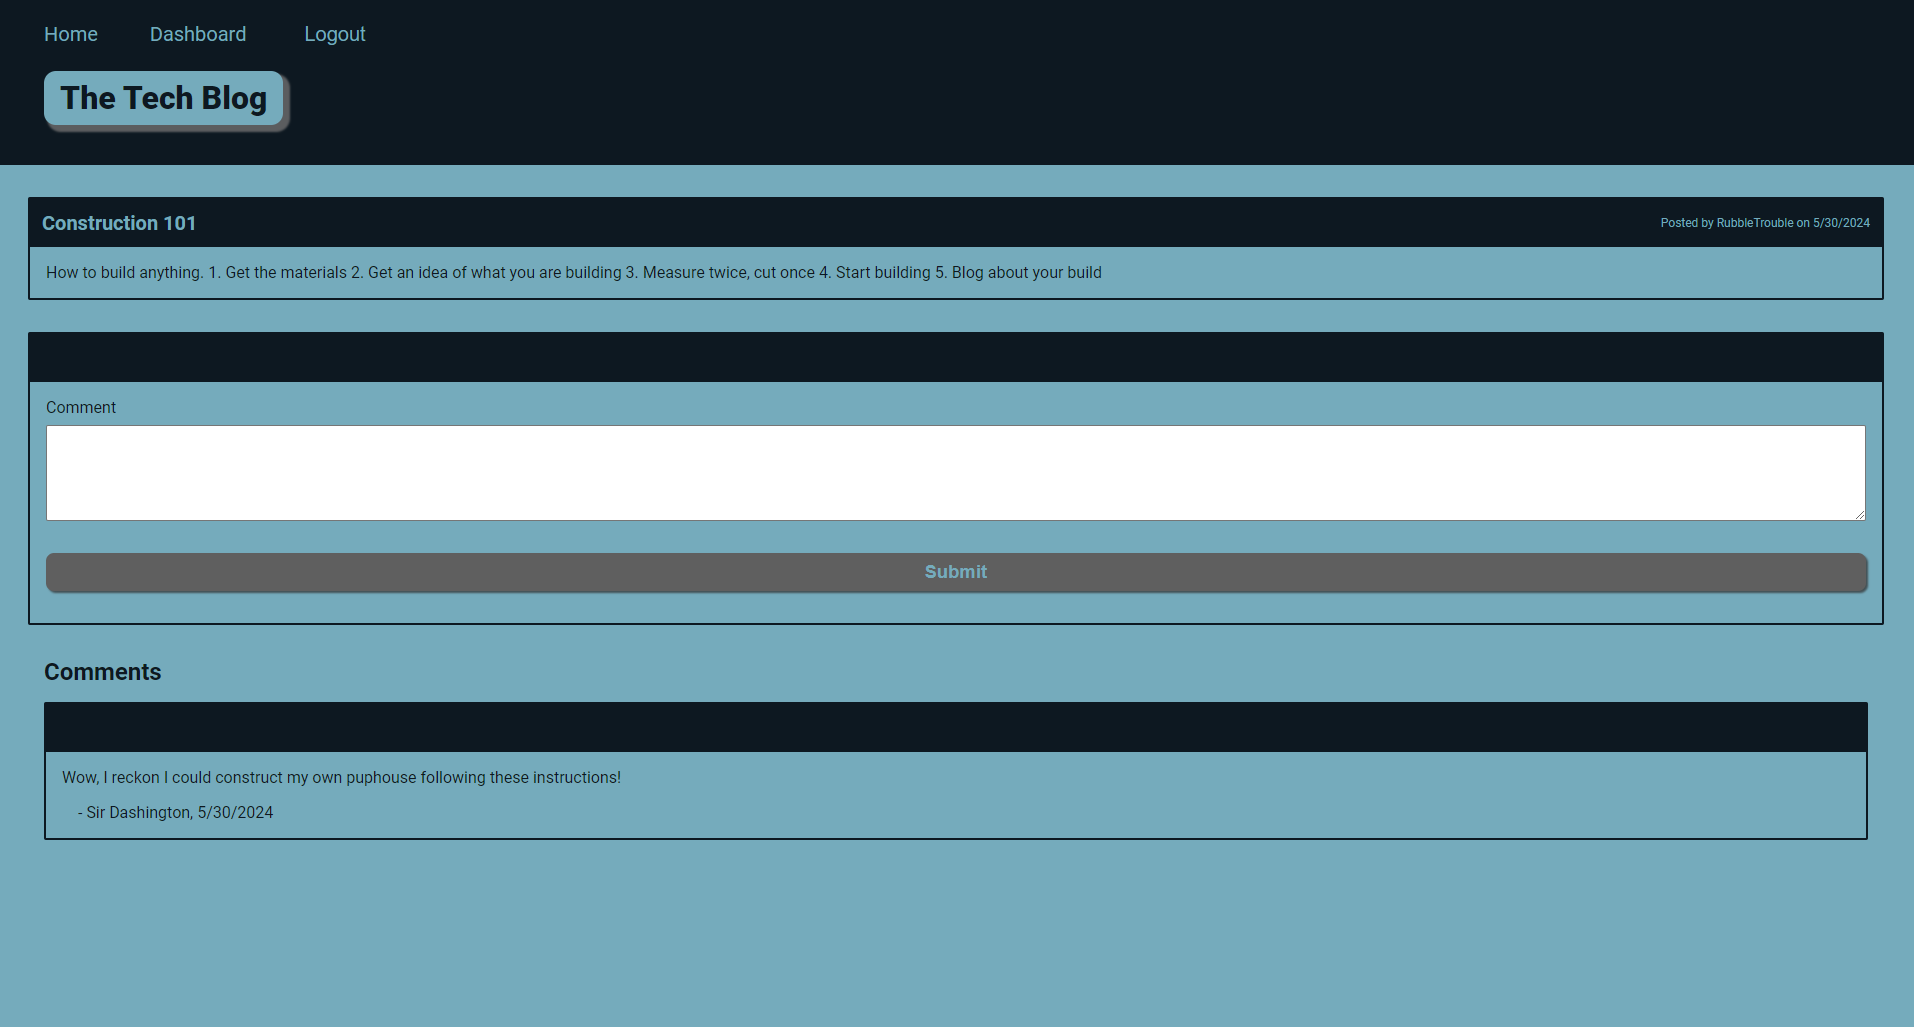 Home Dashboard Logout
The Tech Blog
Construction 101
Posted by RubbleTrouble on 5/30/2024
How to build anything. 1. Get the materials 2. Get an idea of what you are building 3. Measure twice, cut once 4. Start building 5. Blog about your build
Comment
Submit
Comments
Wow, I reckon I could construct my own puphouse following these instructions!
- Sir Dashington, 5/30/2024